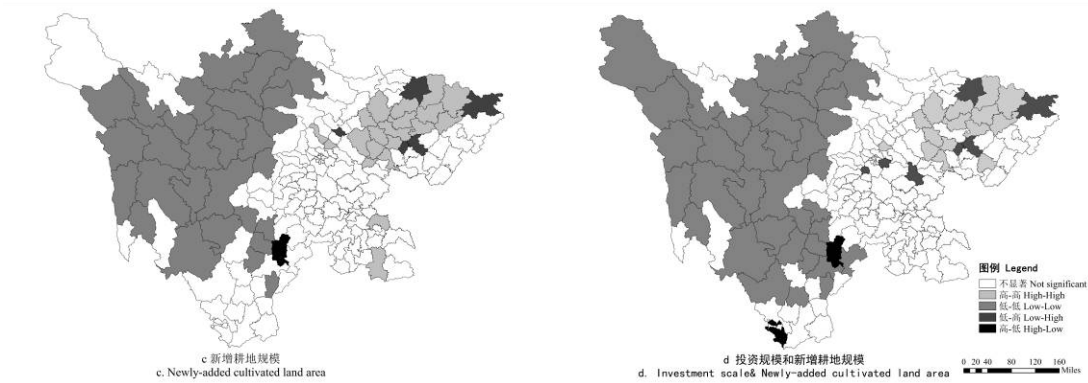 图例 Legend
不显著 Not significant
高-高 High-High
低-低 Low-Low
低-高 Low-High
高-低 High-Low
c 新增耕地规模
c. Newly-added cultivated land area
d 投资规模和新增耕地规模
d. Investment scale& Newly-added cultivated land area
0 20 40 80 120 160
Miles